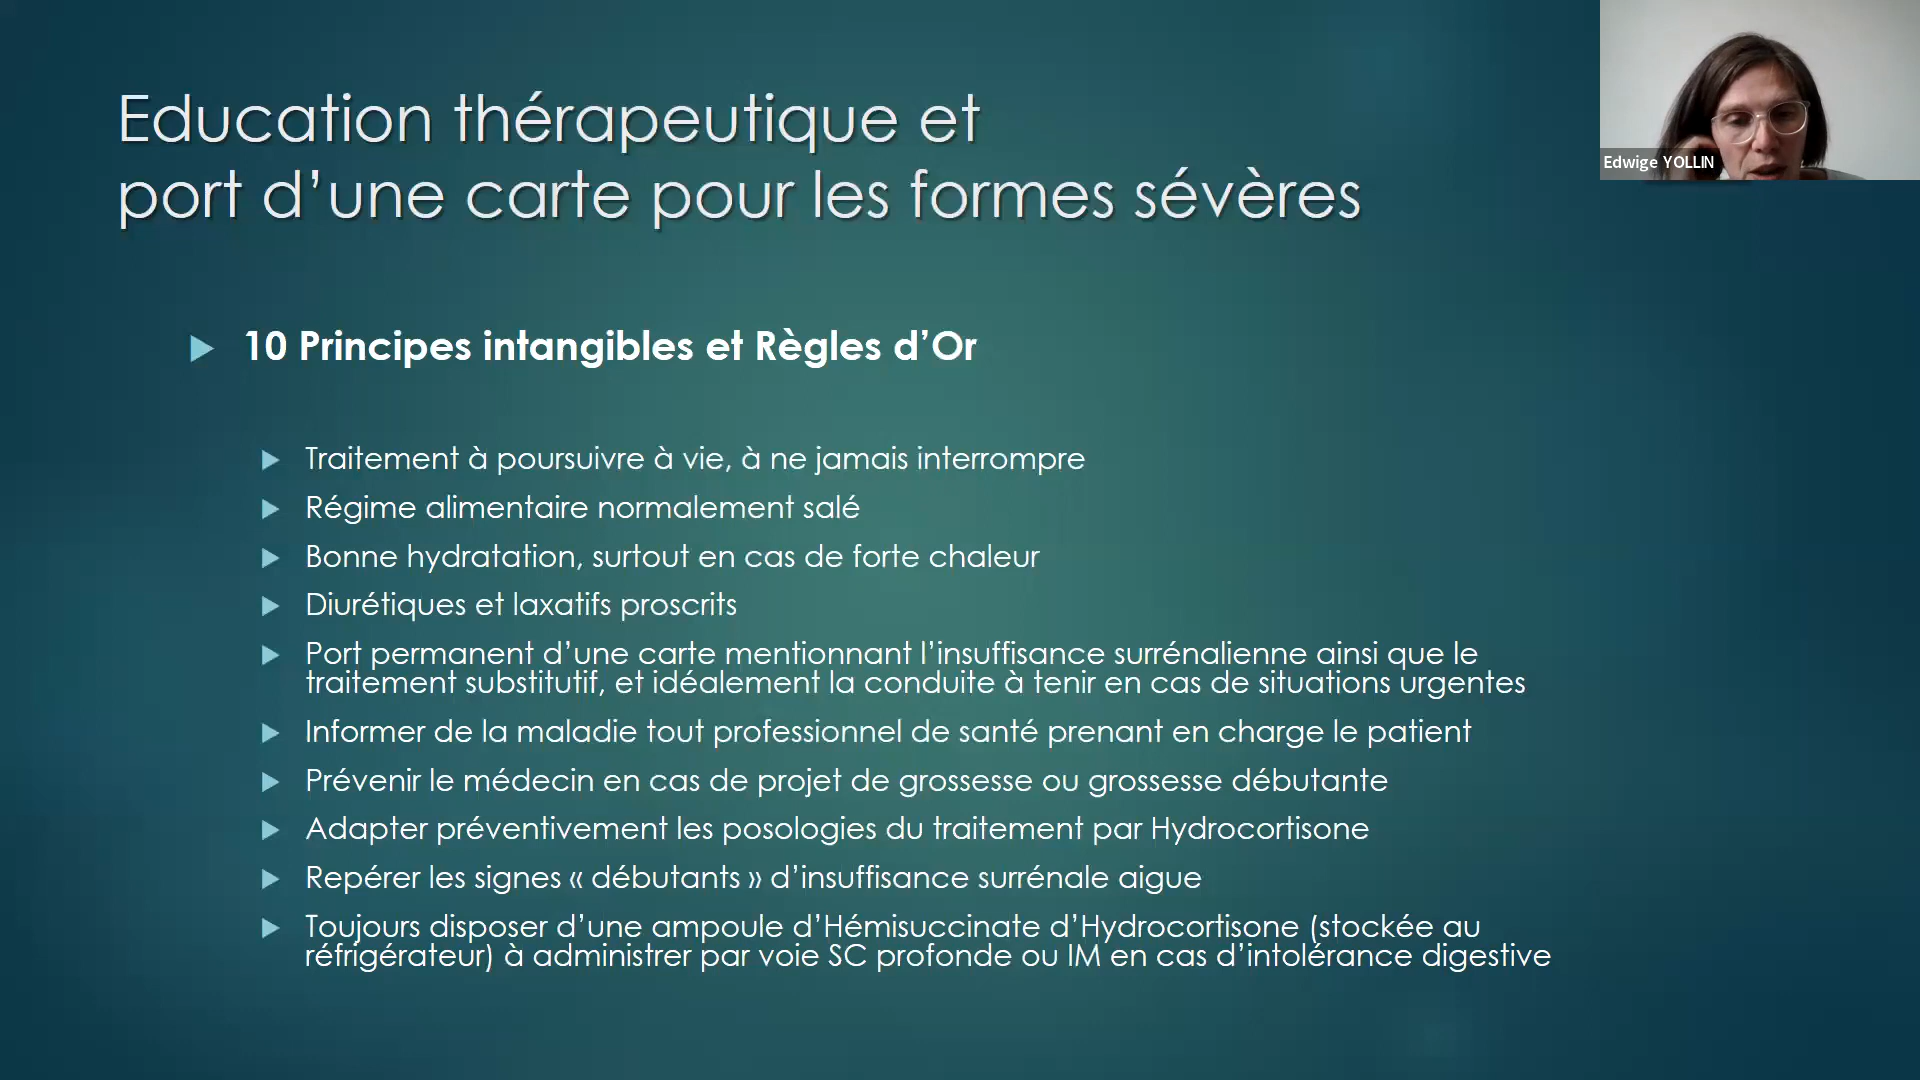 Education thérapeutique et
port d’une carte pour les formes sévères
Edwige YOLLIN
10 Principes intangibles et Règles d’Or
Traitement à poursuivre à vie, à ne jamais interrompre
Régime alimentaire normalement salé
Bonne hydratation, surtout en cas de forte chaleur
Diurétiques et laxatifs proscrits
Port permanent d’une carte mentionnant l’insuffisance surrénalienne ainsi que le
traitement substitutif, et idéalement la conduite à tenir en cas de situations urgentes
Informer de la maladie tout professionnel de santé prenant en charge le patient
Prévenir le médecin en cas de projet de grossesse ou grossesse débutante
Adapter préventivement les posologies du traitement par Hydrocortisone
Repérer les signes « débutants » d’insuffisance surrénale aigue
Toujours disposer d’une ampoule d’Hémisuccinate d’Hydrocortisone (stockée au
réfrigérateur) à administrer par voie SC profonde ou IM en cas d’intolérance digestive